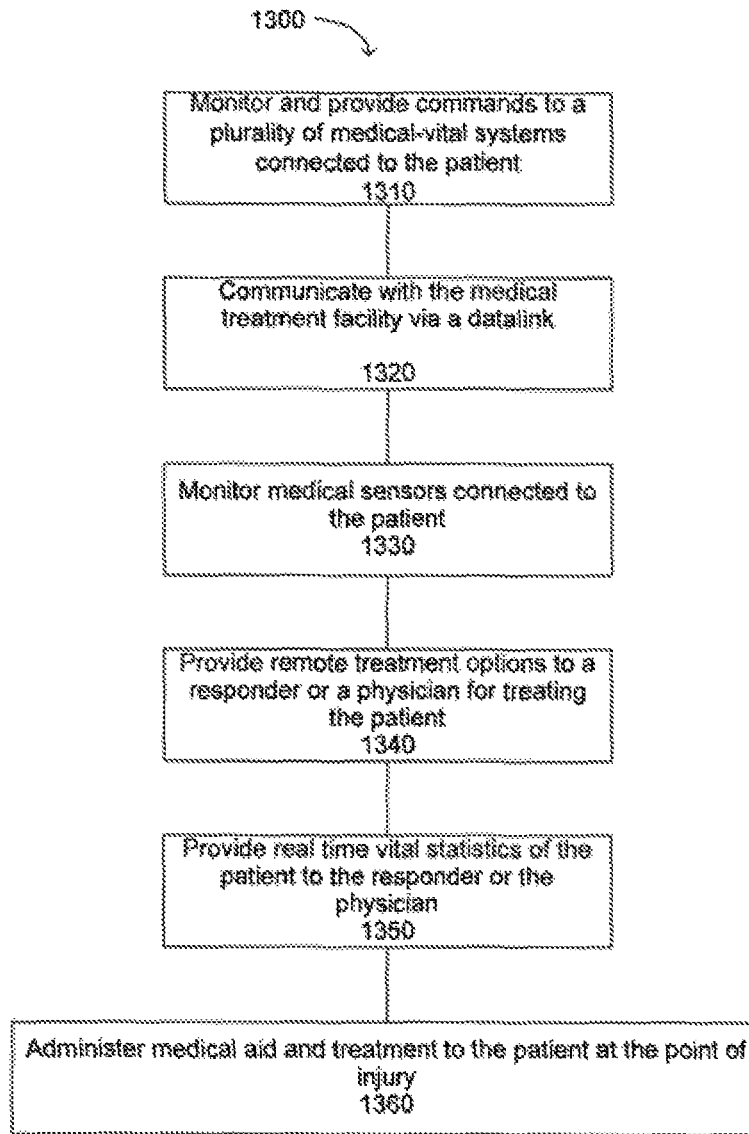 1300
Monitor and provide commands to a
plurality of medical-vital systems
connected to the patient
1310
Communicate with the medical
treatment facility via a datalink
1320
Monitor medical sensors connected to
the patient
1330
Provide remote treatment options to a
responder or a physician for treating
the patient
1340
Provide real time vital statistics of the
patient to the responder or the
physician
1350
Administer medical aid and treatment to the patient at the point of
injury
1360